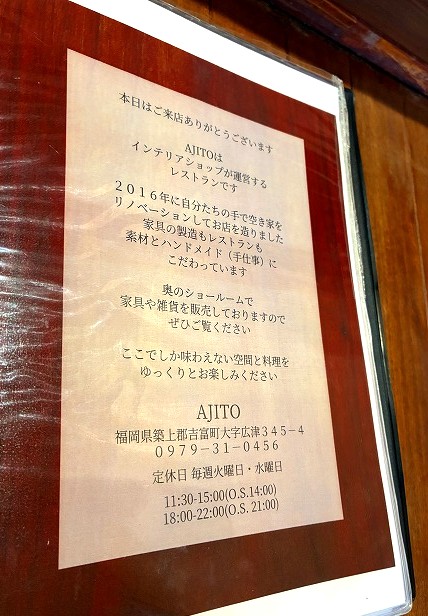 本日はご来店ありがとうございます
AJITOは
インテリアショップが運営する
レストランです
２０１６年に自分たちの手で空き家を
リノベーションしてお店を造りました
家具の製造もレストランも
素材とハンドメイド（手仕事）に
こだわっています
奥のショールームで
家具や雑貨を販売しておりますので
ぜひご覧ください
ここでしか味わえない空間と料理を
ゆっくりとお楽しみください
AJITO
福岡県築上郡吉富町大字広津３４５－４
０９７９－３１－０４５６
定休日 毎週火曜日・水曜日
11:30-15:00(O.S.14:00)
18:00-22:00(O.S. 21:00)